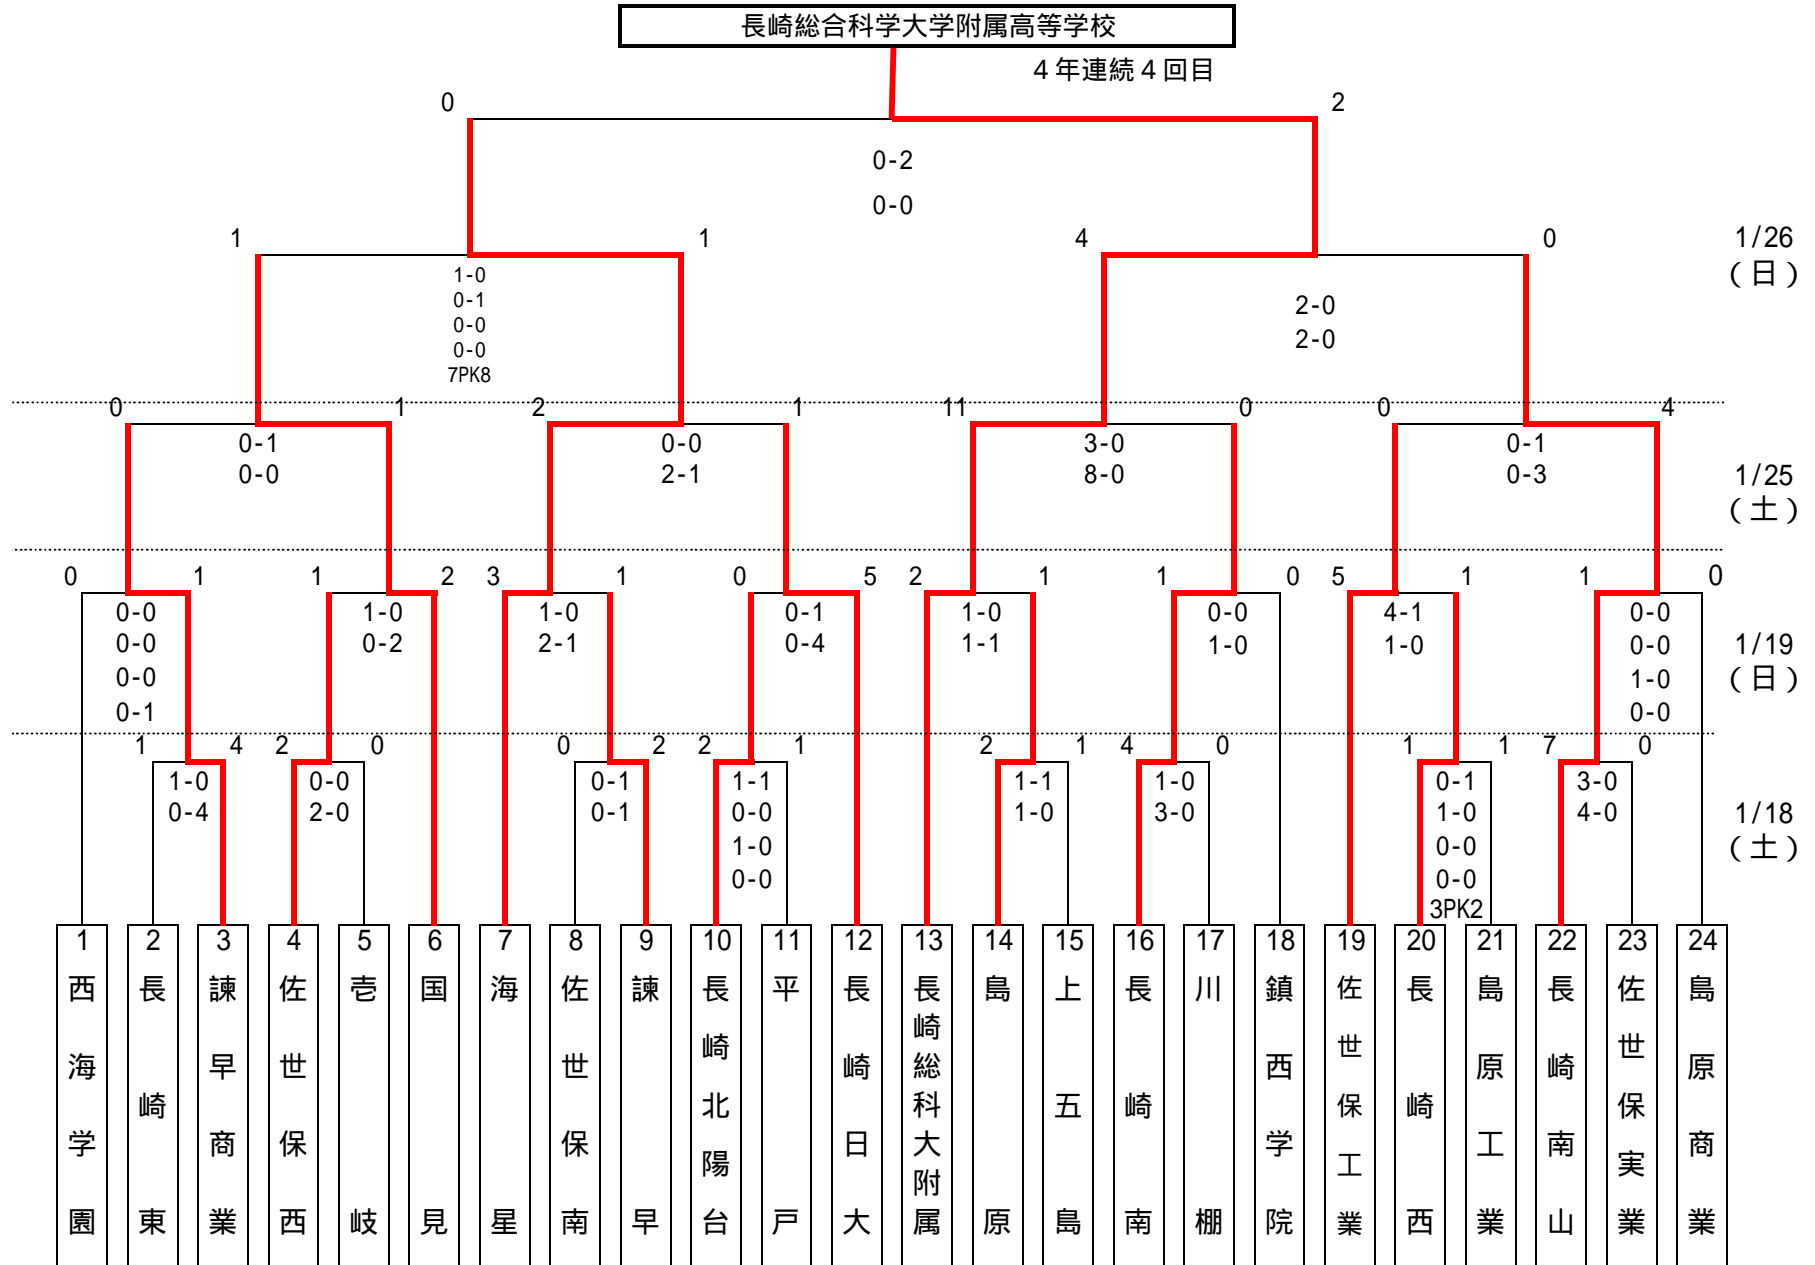 長崎総合科学大学附属高等学校
４年連続４回目
0 2
0-2
0-0
1 1 4 0 1/26
（日）
1-0
0-1
0-0
0-0
7PK8
2-0
2-0
0 1 2 1 11 0 0 4
0-1 0-0 3-0 0-1
0-0 2-1 8-0 0-3
1/25
（土）
0 1 1 2 3 1 0 5 2 1 1 0 5 1 1 0
0-0 1-0 1-0 0-1 1-0 0-0 4-1 0-0
0-0 0-2 2-1 0-4 1-1 1-0 1-0 0-0
0-0 1-0
0-1 0-0
1/19
（日）
1 4 2 0 0 2 2 1 2 1 4 0 1 1 7 0
1-0 0-0 0-1 1-1 1-1 1-0 0-1 3-0
0-4 2-0 0-1 0-0 1-0 3-0 1-0 4-0
1-0 0-0
0-0 0-0
3PK2
1/18
（土）
1 西海学園
2 長崎東
3 諫早商業
4 佐世保西
5 壱岐
6 国見
7 海星
8 佐世保南
9 諫早
10 長崎北陽台
11 平戸
12 長崎日大
13 長崎総科大附属
14 島原
15 上五島
16 長崎南
17 川棚
18 鎮西学院
19 佐世保工業
20 長崎西
21 島原工業
22 長崎南山
23 佐世保実業
24 島原商業